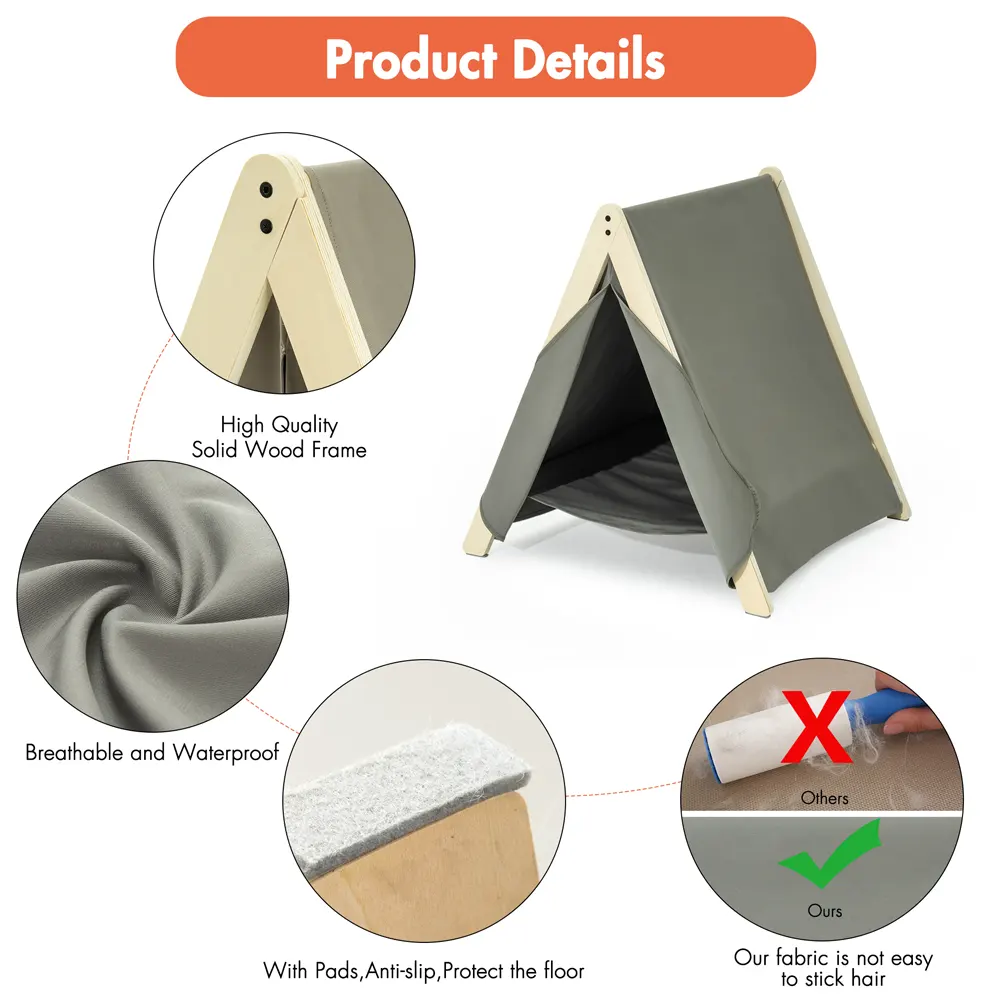 Product Details
High Quality
Solid Wood Frame
Breathable and Waterproof
With Pads,Anti-slip,Protect the floor
X
Others
Ours
Our fabric is not easy
to stick hair